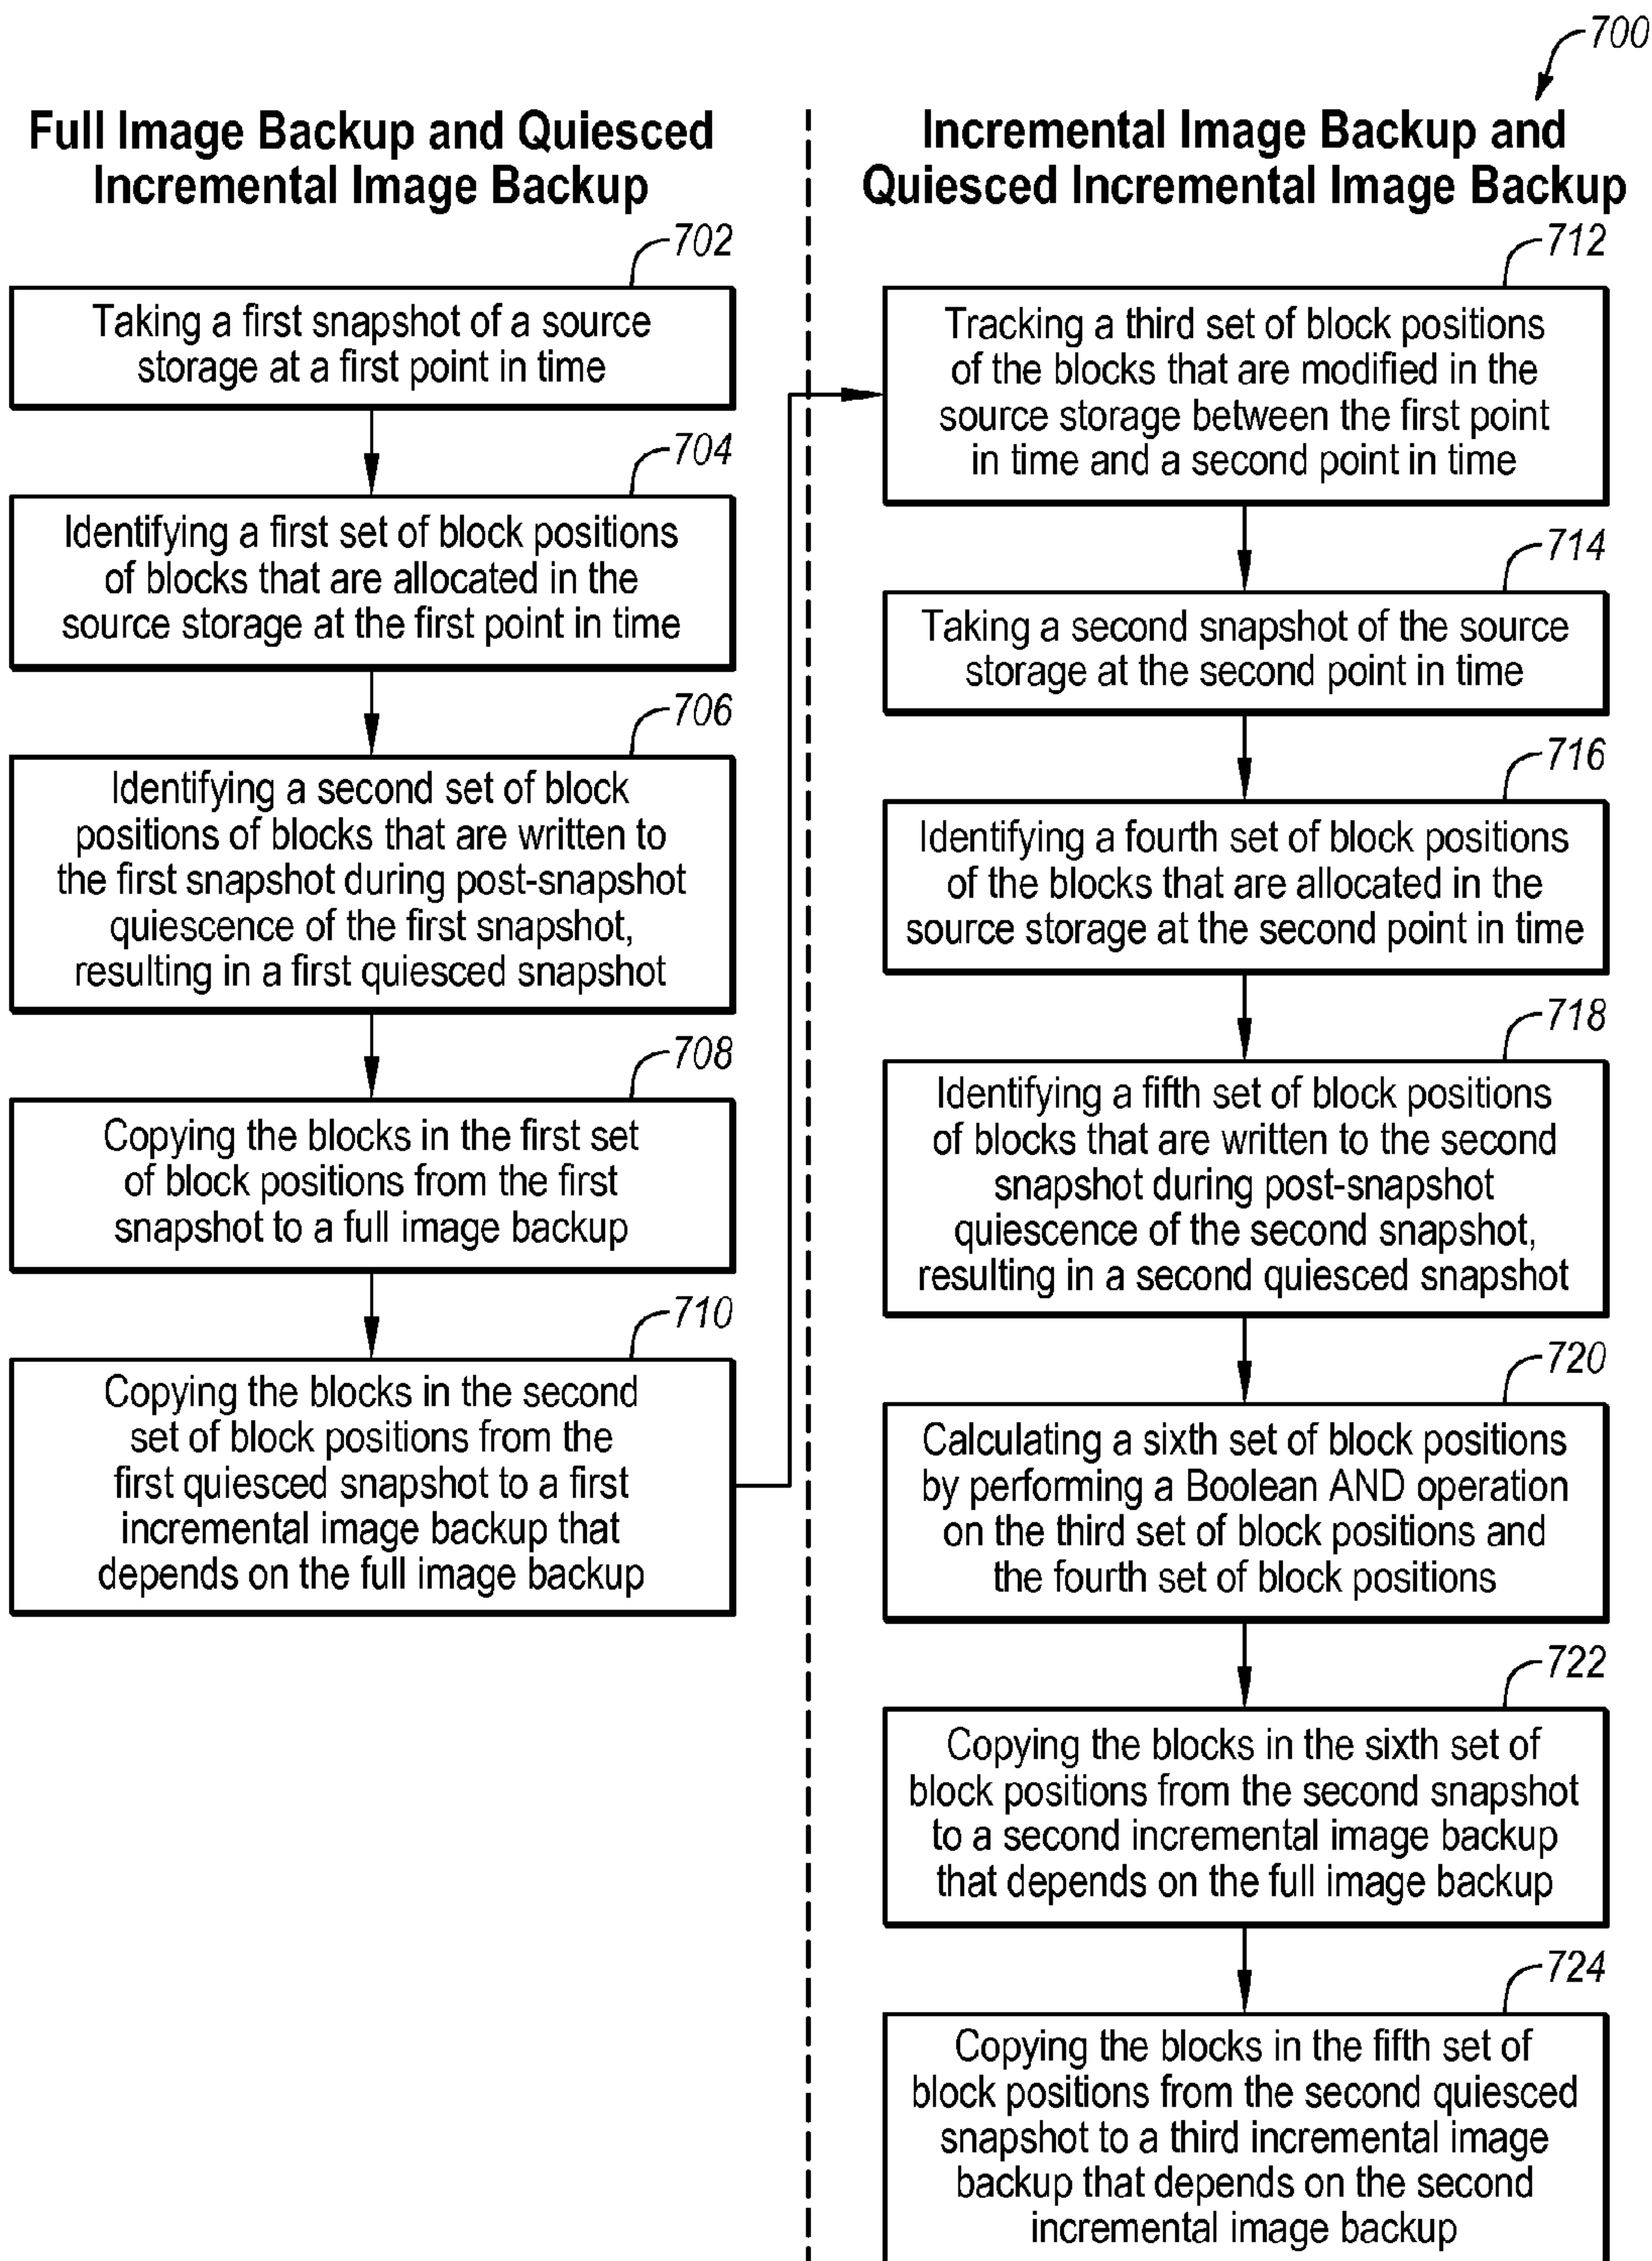 700
Full Image Backup and Quiesced
Incremental Image Backup
702
Taking a first snapshot of a source
storage at a first point in time
704
Identifying a first set of block positions
of blocks that are allocated in the
source storage at the first point in time
706
Identifying a second set of block
positions of blocks that are written to
the first snapshot during post-snapshot
quiescence of the first snapshot,
resulting in a first quiesced snapshot
708
Copying the blocks in the first set
of block positions from the first
snapshot to a full image backup
710
Copying the blocks in the second
set of block positions from the
first quiesced snapshot to a first
incremental image backup that
depends on the full image backup
Incremental Image Backup and
Quiesced Incremental Image Backup
712
Tracking a third set of block positions
of the blocks that are modified in the
source storage between the first point
in time and a second point in time
714
Taking a second snapshot of the source
storage at the second point in time
716
Identifying a fourth set of block positions
of the blocks that are allocated in the
source storage at the second point in time
718
Identifying a fifth set of block positions
of blocks that are written to the second
snapshot during post-snapshot
quiescence of the second snapshot,
resulting in a second quiesced snapshot
720
Calculating a sixth set of block positions
by performing a Boolean AND operation
on the third set of block positions and
the fourth set of block positions
722
Copying the blocks in the sixth set of
block positions from the second snapshot
to a second incremental image backup
that depends on the full image backup
724
Copying the blocks in the fifth set of
block positions from the second quiesced
snapshot to a third incremental image
backup that depends on the second
incremental image backup